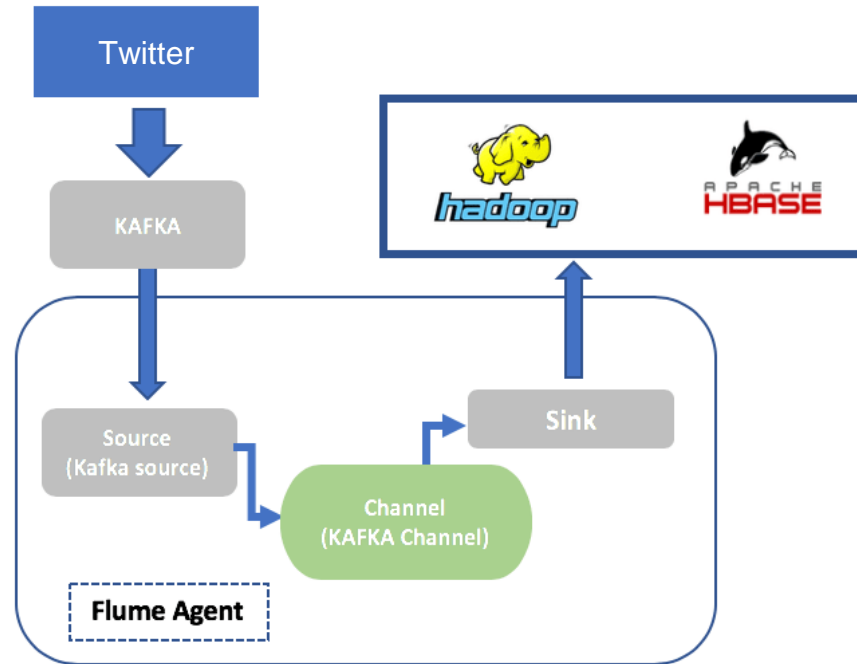 Twitter
KAFKA
hadoop
APACHE
HBASE
Source
(Kafka source)
Sink
Channel
(KAFKA Channel)
Flume Agent